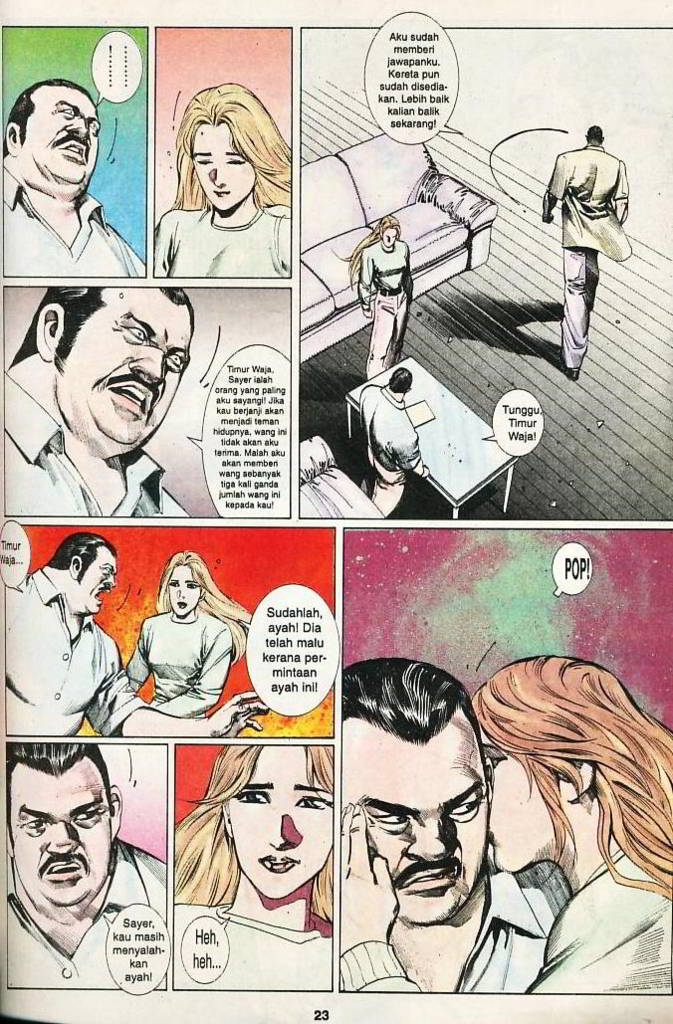 ! ! ! ! ! !
Aku sudah
memberi
jawapanku.
Kereta pun
sudah disedia-
kan. Lebih baik
kalian balik
sekarang!
Timur Waja,
Sayer ialah
orang yang paling
aku sayangi! Jika
kau berjanji akan
menjadi teman
hidupnya, wang ini
tidak akan aku
terima. Malah aku
akan memberi
wang sebanyak
tiga kali ganda
jumlah wang ini
kepada kau!
Tunggu,
Timur
Waja!
Timur
Waja...
Sudahlah,
ayah! Dia
telah malu
kerana per-
mintaan
ayah ini!
POP!
Sayer,
kau masih
menyalah-
kan
ayah!
Heh,
heh...
23